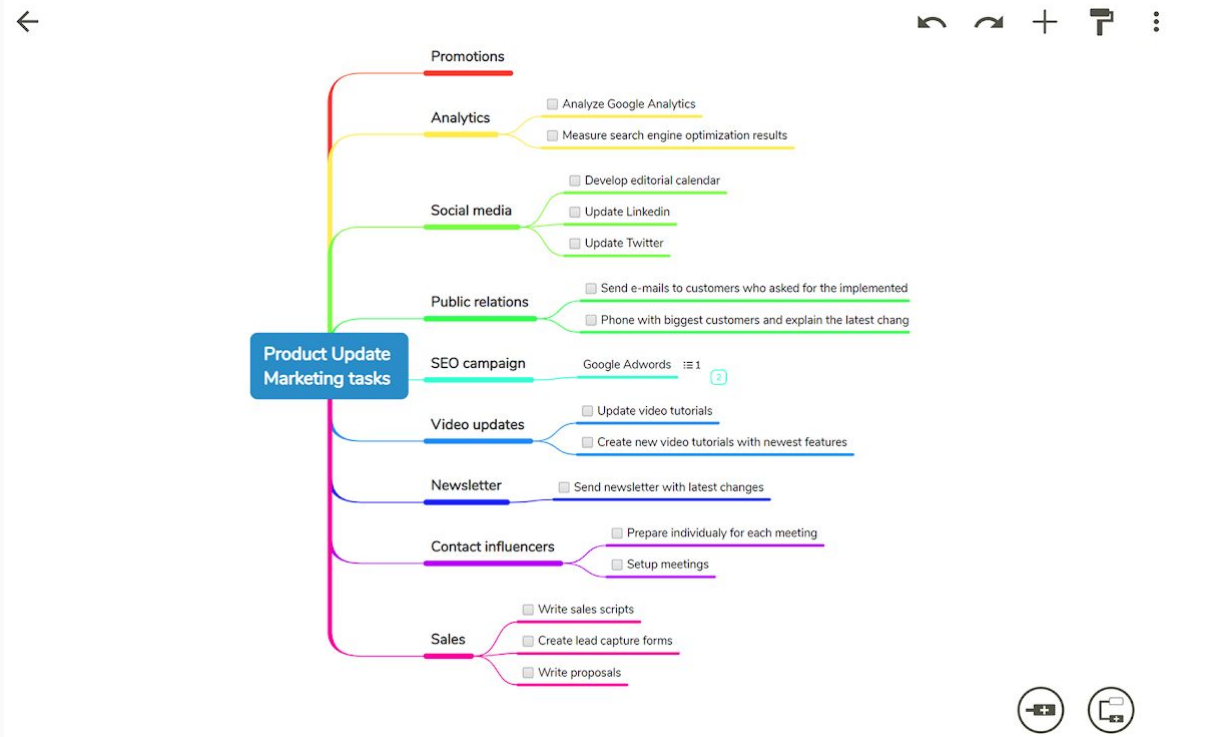 Promotions
Analytics
Analyze Google Analytics
Measure search engine optimization results
Social media
Develop editorial calendar
Update Linkedin
Update Twitter
Public relations
Send e-mails to customers who asked for the implemented
Phone with biggest customers and explain the latest chang
Product Update
Marketing tasks
SEO campaign
Google Adwords
1
2
Video updates
Update video tutorials
Create new video tutorials with newest features
Newsletter
Send newsletter with latest changes
Contact influencers
Prepare individualy for each meeting
Setup meetings
Sales
Write sales scripts
Create lead capture forms
Write proposals